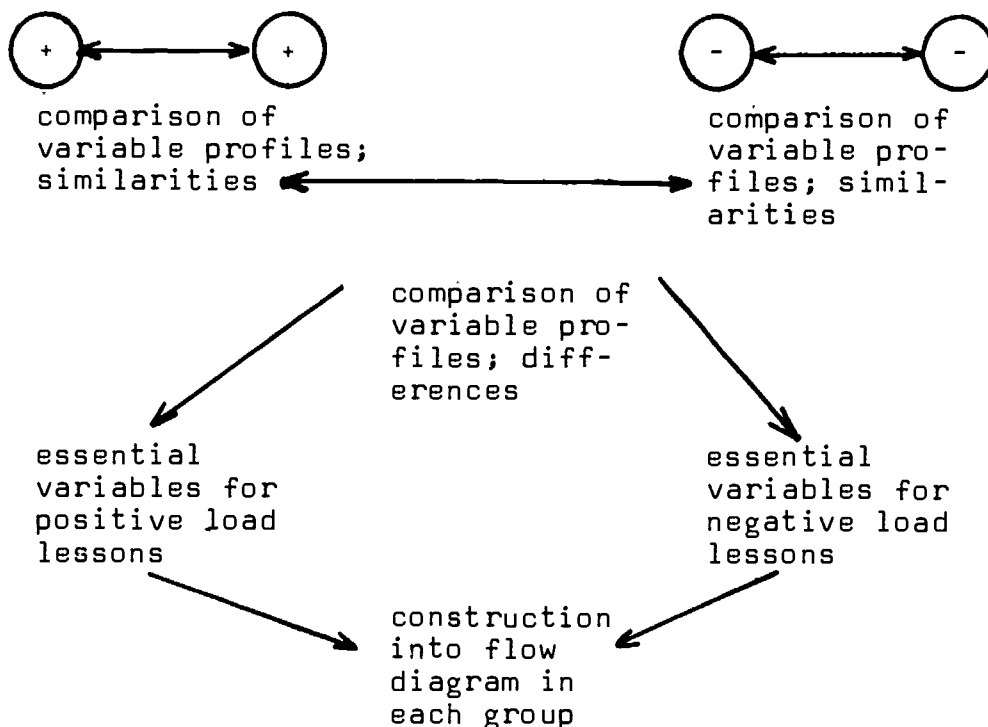 + +
- -
comparison of
variable profiles;
similarities
comparison of
variable pro-
files; simil-
arities
comparison of
variable pro-
files; diff-
erences
essential
variables for
positive load
lessons
essential
variables for
negative load
lessons
construction
into flow
diagram in
each group